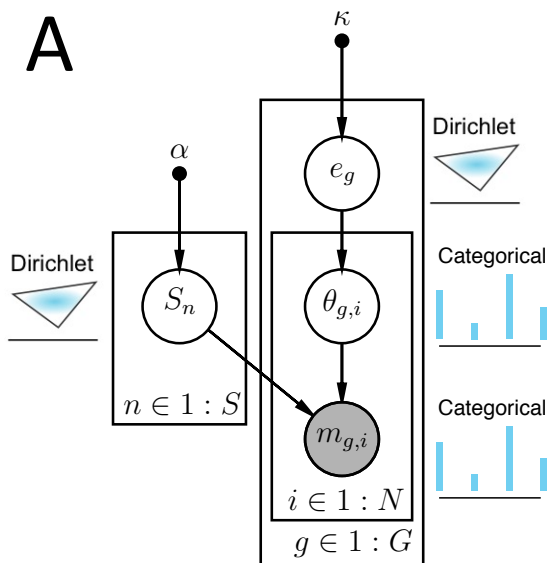 A
κ
Dirichlet
e_g
α
Dirichlet
S_n
θ_{g,i}
Categorical
n ∈ 1 : S
m_{g,i}
Categorical
i ∈ 1 : N
g ∈ 1 : G